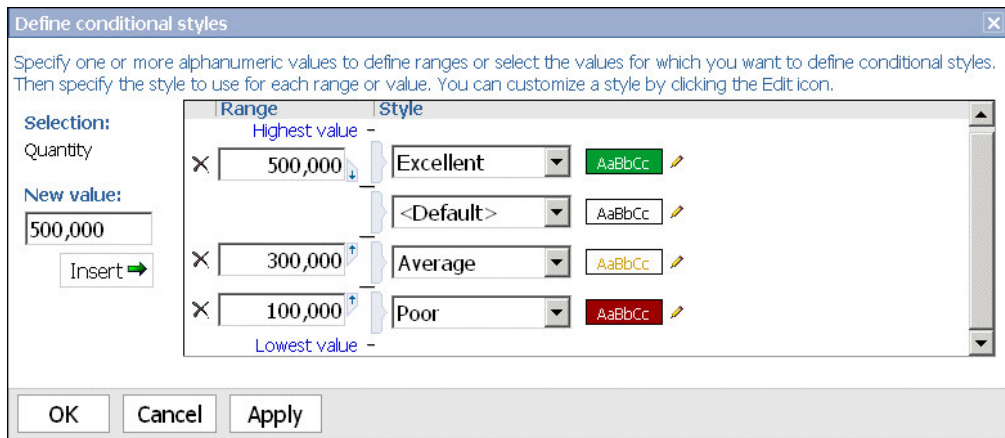 Define conditional styles
Specify one or more alphanumeric values to define ranges or select the values for which you want to define conditional styles.
Then specify the style to use for each range or value. You can customize a style by clicking the Edit icon.
Selection:
Quantity
New value:
500,000
Insert
Range Style
Highest value -
500,000 Excellent AaBbCc
<Default> AaBbCc
300,000 Average AaBbCc
100,000 Poor AaBbCc
Lowest value -
OK Cancel Apply